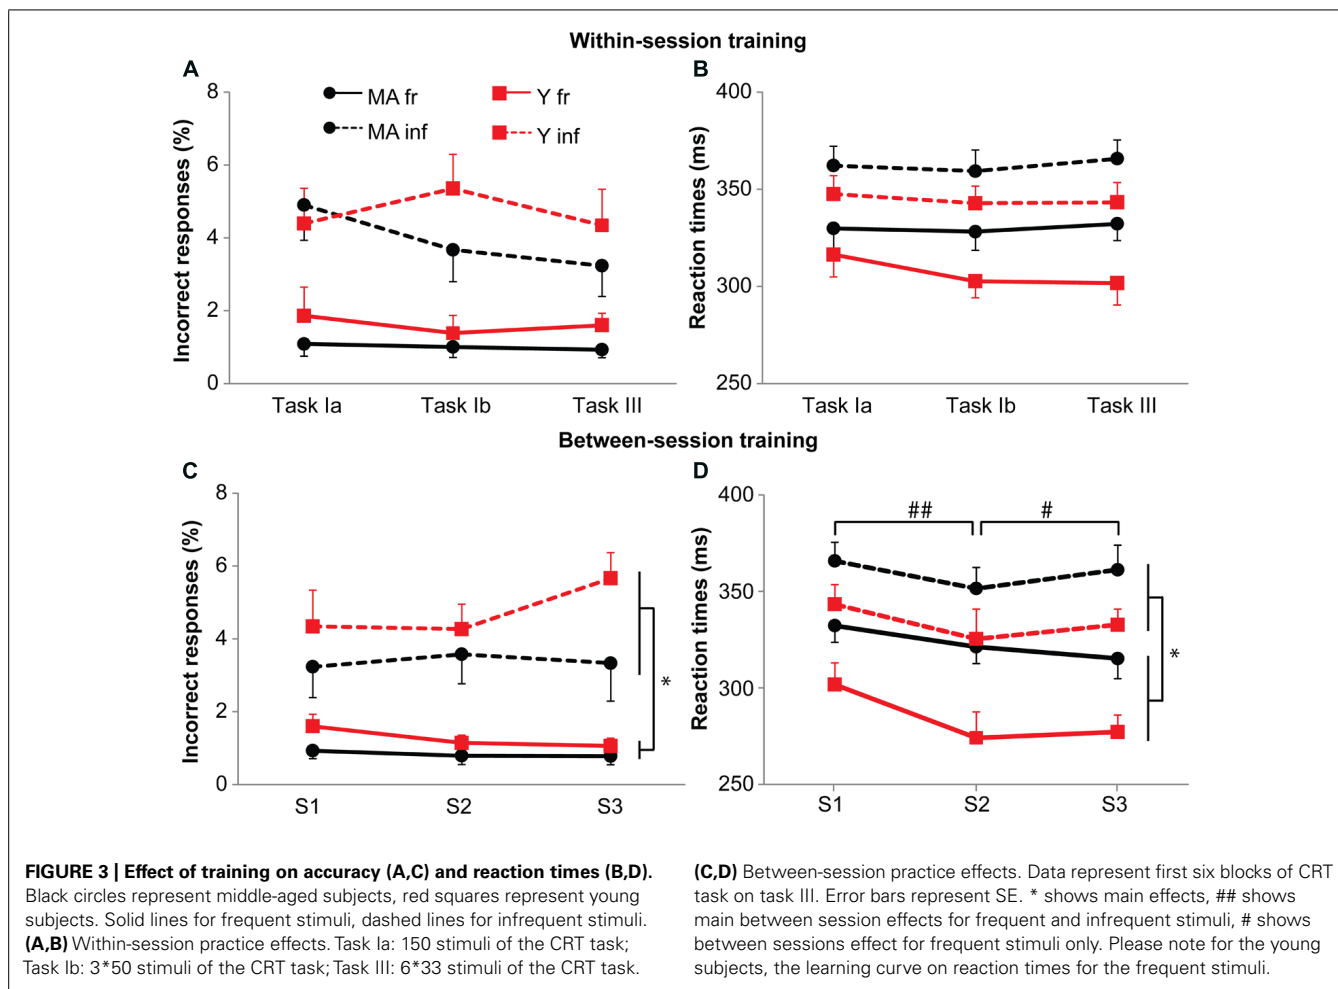 Within-session training
A
B
8
6
4
2
0
Incorrect responses (%)
MA fr
Y fr
MA inf
Y inf
Task Ia
Task Ib
Task III
400
350
300
250
Reaction times (ms)
Task Ia
Task Ib
Task III
Between-session training
C
D
8
6
4
2
0
Incorrect responses (%)
*
S1
S2
S3
400
350
300
250
Reaction times (ms)
##
#
*
S1
S2
S3
FIGURE 3 | Effect of training on accuracy (A,C) and reaction times (B,D).
Black circles represent middle-aged subjects, red squares represent young
subjects. Solid lines for frequent stimuli, dashed lines for infrequent stimuli.
(A,B) Within-session practice effects. Task Ia: 150 stimuli of the CRT task;
Task Ib: 3*50 stimuli of the CRT task; Task III: 6*33 stimuli of the CRT task.
(C,D) Between-session practice effects. Data represent first six blocks of CRT
task on task III. Error bars represent SE. * shows main effects, ## shows
main between session effects for frequent and infrequent stimuli, # shows
between sessions effect for frequent stimuli only. Please note for the young
subjects, the learning curve on reaction times for the frequent stimuli.